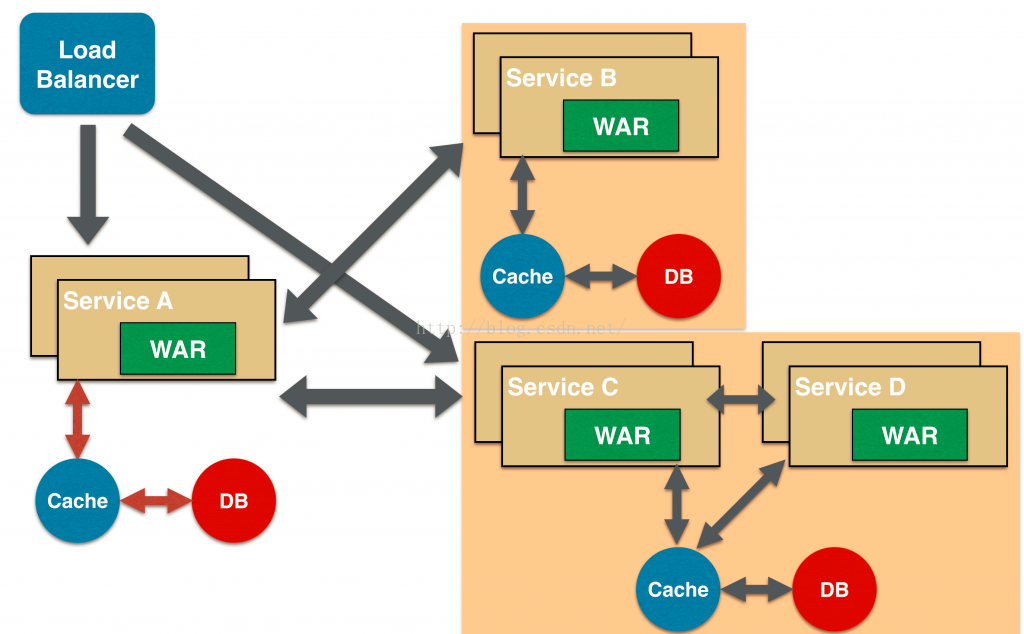 Load
Balancer
Service B
WAR
Cache
DB
Service A
WAR
http://blog.csdn.net/
Service C
WAR
Service D
WAR
Cache
DB
Cache
DB